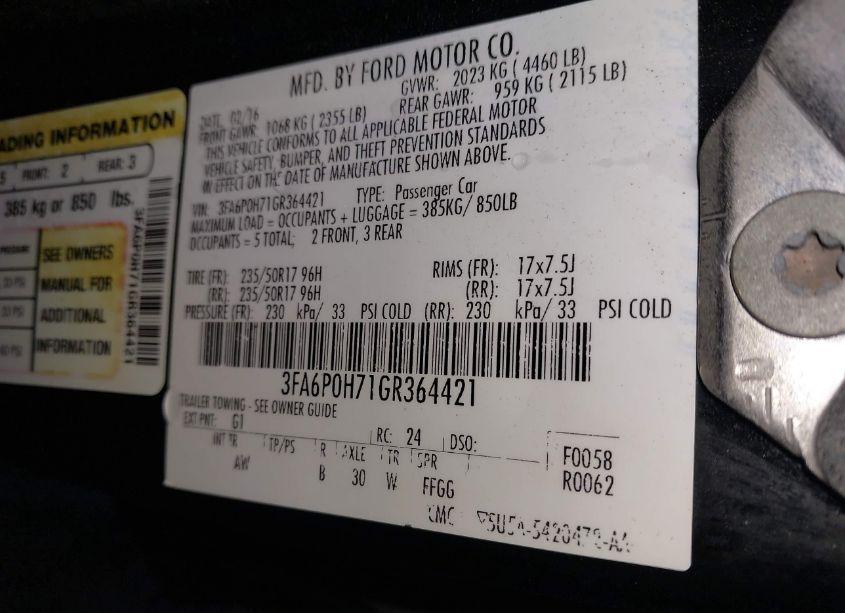 ADING INFORMATION
5 FRONT: 2 REAR: 3
385 kg or 850 lbs.
PRESSURE
SEE OWNERS
MANUAL FOR
ADDITIONAL
INFORMATION
3FA6P0H71GR364421
MFD. BY FORD MOTOR CO.
DATE: 02/16 GVWR: 2023 KG ( 4460 LB)
FRONT GAWR: 1068 KG ( 2355 LB) REAR GAWR: 959 KG ( 2115 LB)
THIS VEHICLE CONFORMS TO ALL APPLICABLE FEDERAL MOTOR
VEHICLE SAFETY, BUMPER, AND THEFT PREVENTION STANDARDS
IN EFFECT ON THE DATE OF MANUFACTURE SHOWN ABOVE.
VIN: 3FA6P0H71GR364421 TYPE: Passenger Car
MAXIMUM LOAD = OCCUPANTS + LUGGAGE = 385KG/ 850LB
OCCUPANTS = 5 TOTAL; 2 FRONT, 3 REAR
TIRE (FR): 235/50R17 96H RIMS (FR): 17x7.5J
(RR): 235/50R17 96H (RR): 17x7.5J
PRESSURE (FR): 230 kPa/ 33 PSI COLD (RR): 230 kPa/ 33 PSI COLD
3FA6P0H71GR364421
TRAILER TOWING - SEE OWNER GUIDE
EXT PNT: G1 RC: 24 DSO: F0058
INT TR TP/PS R AXLE TR SPR R0062
AW B 30 W FFGG